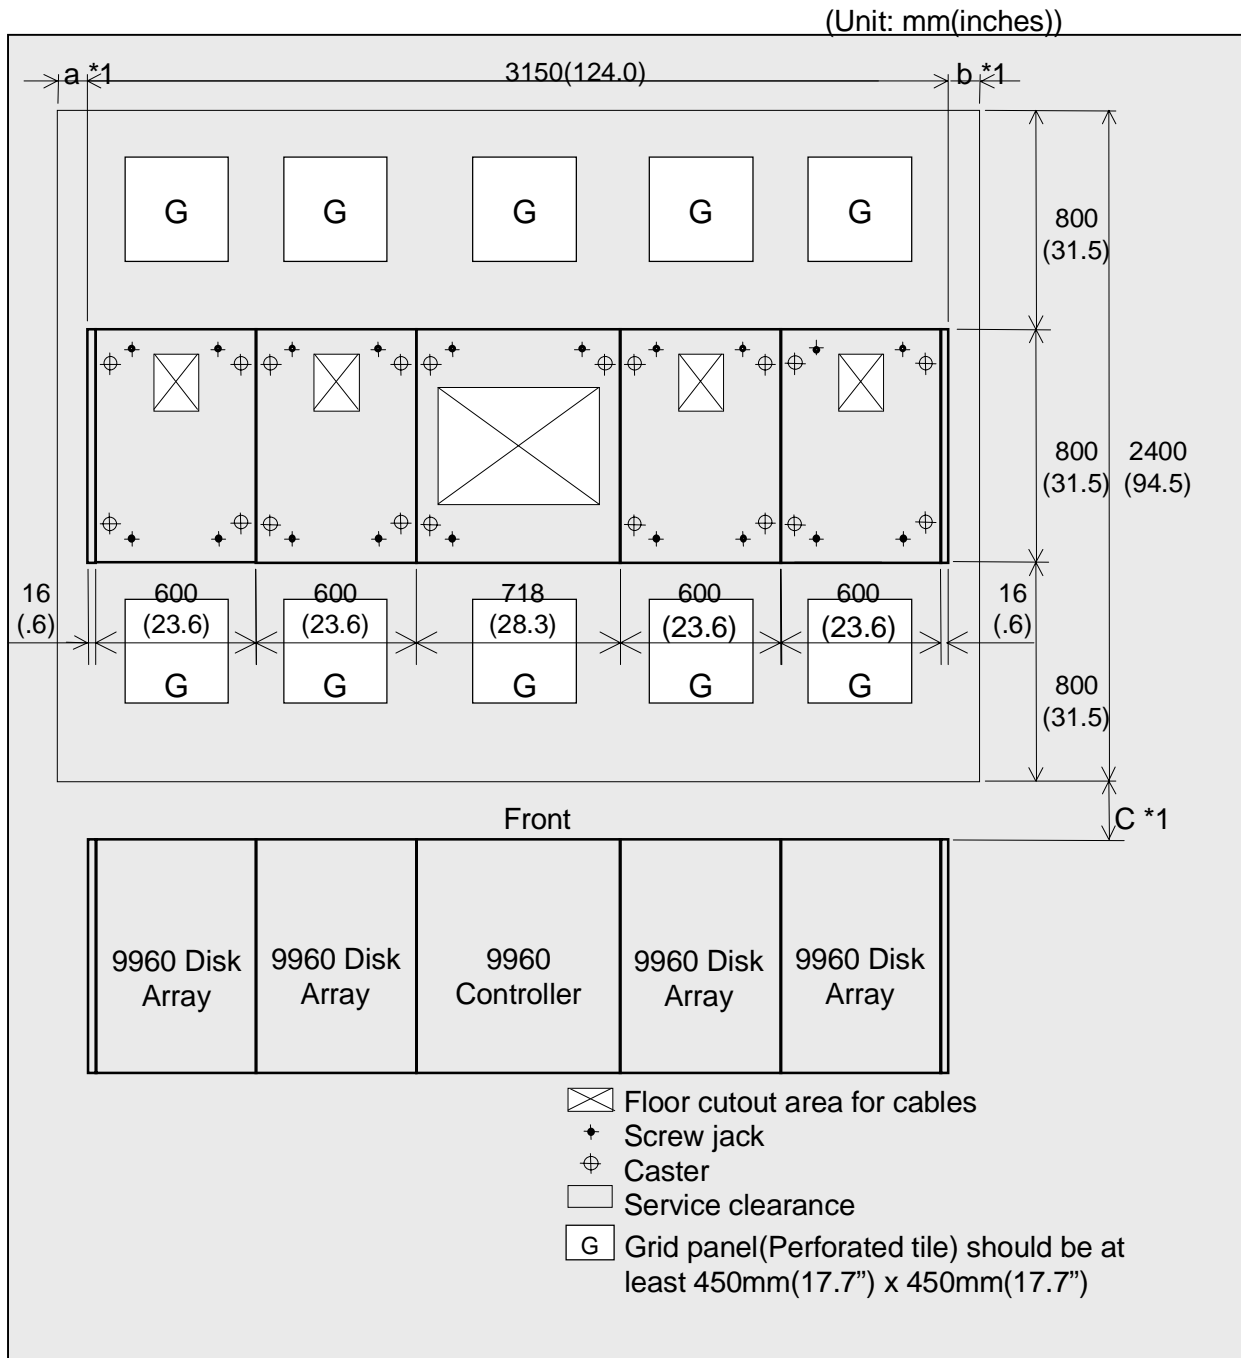 (Unit: mm(inches))
a *1
3150(124.0)
b *1
G
G
G
G
G
800
(31.5)
800
(31.5)
2400
(94.5)
16
(.6)
600
(23.6)
600
(23.6)
718
(28.3)
600
(23.6)
600
(23.6)
16
(.6)
G
G
G
G
G
800
(31.5)
Front
C *1
9960 Disk
Array
9960 Disk
Array
9960
Controller
9960 Disk
Array
9960 Disk
Array
Floor cutout area for cables
Screw jack
Caster
Service clearance
G
Grid panel(Perforated tile) should be at
least 450mm(17.7”) x 450mm(17.7”)